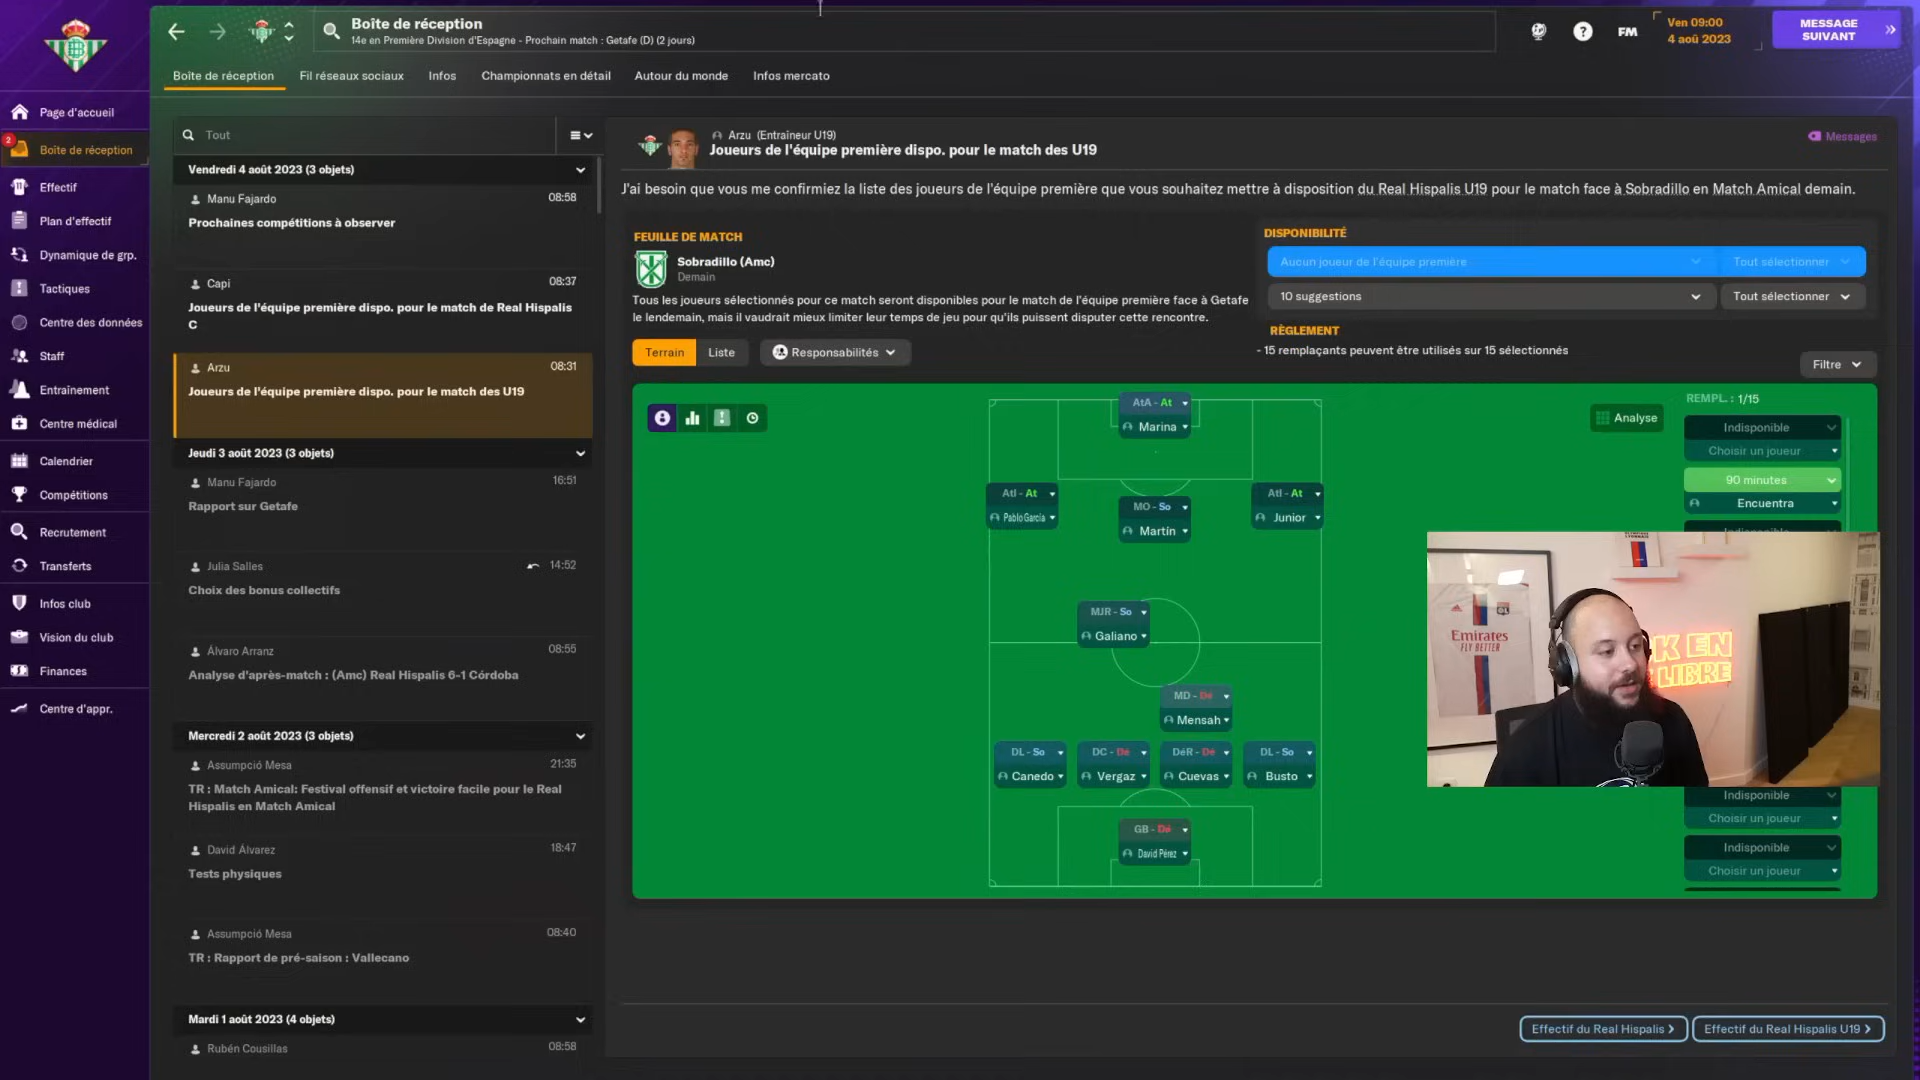 Boîte de réception
14e en Première Division d'Espagne - Prochain match : Getafe (D) (2 jours)
FM
Ven 09:00
4 aoû 2023
MESSAGE
SUIVANT
Boîte de réception
Fil réseaux sociaux
Infos
Championnats en détail
Autour du monde
Infos mercato
Page d'accueil
2
Boîte de réception
Effectif
Plan d'effectif
Dynamique de grp.
Tactiques
Centre des données
Staff
Entraînement
Centre médical
Calendrier
Compétitions
Recrutement
Transferts
Infos club
Vision du club
Finances
Centre d'appr.
Tout
Vendredi 4 août 2023 (3 objets)
Manu Fajardo 08:58
Prochaines compétitions à observer
Capi 08:37
Joueurs de l'équipe première dispo. pour le match de Real Hispalis
C
Arzu 08:31
Joueurs de l'équipe première dispo. pour le match des U19
Jeudi 3 août 2023 (3 objets)
Manu Fajardo 16:51
Rapport sur Getafe
Julia Salles 14:52
Choix des bonus collectifs
Álvaro Arranz 08:55
Analyse d'après-match : (Amc) Real Hispalis 6-1 Córdoba
Mercredi 2 août 2023 (3 objets)
Assumpció Mesa 21:35
TR : Match Amical: Festival offensif et victoire facile pour le Real
Hispalis en Match Amical
David Álvarez 18:47
Tests physiques
Assumpció Mesa 08:40
TR : Rapport de pré-saison : Vallecano
Mardi 1 août 2023 (4 objets)
Rubén Cousillas 08:58
Arzu (Entraîneur U19)
Joueurs de l'équipe première dispo. pour le match des U19
Messages
J'ai besoin que vous me confirmiez la liste des joueurs de l'équipe première que vous souhaitez mettre à disposition du Real Hispalis U19 pour le match face à Sobradillo en Match Amical demain.
FEUILLE DE MATCH
Sobradillo (Amc)
Demain
Tous les joueurs sélectionnés pour ce match seront disponibles pour le match de l'équipe première face à Getafe
le lendemain, mais il vaudrait mieux limiter leur temps de jeu pour qu'ils puissent disputer cette rencontre.
DISPONIBILITÉ
Aucun joueur de l'équipe première
Tout sélectionner
10 suggestions
Tout sélectionner
RÈGLEMENT
- 15 remplaçants peuvent être utilisés sur 15 sélectionnés
Terrain
Liste
Responsabilités
Filtre
Analyse
AtA - At
Marina
AtI - At
Pablo García
MO - So
Martín
AtI - At
Junior
MJR - So
Galiano
MD - Dé
Mensah
DL - So
Canedo
DC - Dé
Vergaz
DéR - Dé
Cuevas
DL - So
Busto
GB - Dé
David Pérez
REMPL. : 1/15
Indisponible
Choisir un joueur
90 minutes
Encuentra
Emirates
FLY BETTER
K EN
LIBRE
Indisponible
Choisir un joueur
Indisponible
Choisir un joueur
Effectif du Real Hispalis
Effectif du Real Hispalis U19